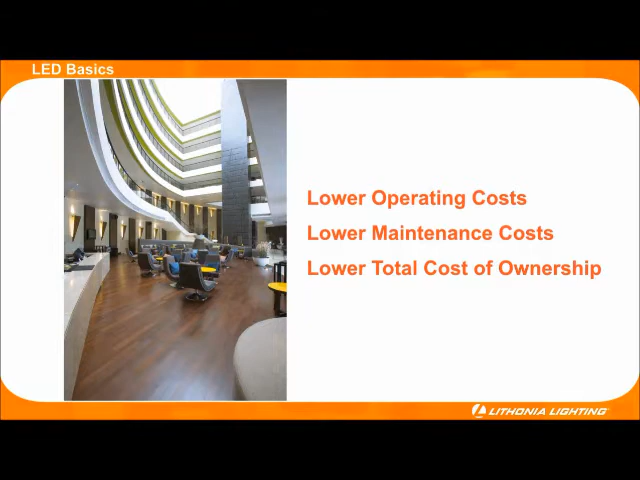 LED Basics
Lower Operating Costs
Lower Maintenance Costs
Lower Total Cost of Ownership
LITHONIA LIGHTING